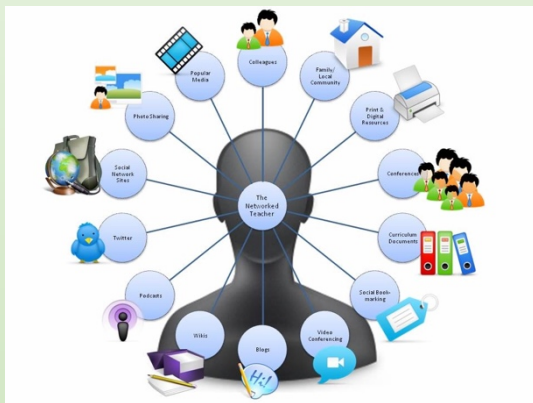 Colleagues
Family/
Local
Community
Print &
Digital
Resources
Conferences
Curriculum
Documents
Social Book-
marking
Video
Conferencing
Blogs
Wikis
Podcasts
Twitter
Social
Network
Sites
Photo Sharing
Popular
Media
The
Networked
Teacher
Hi!